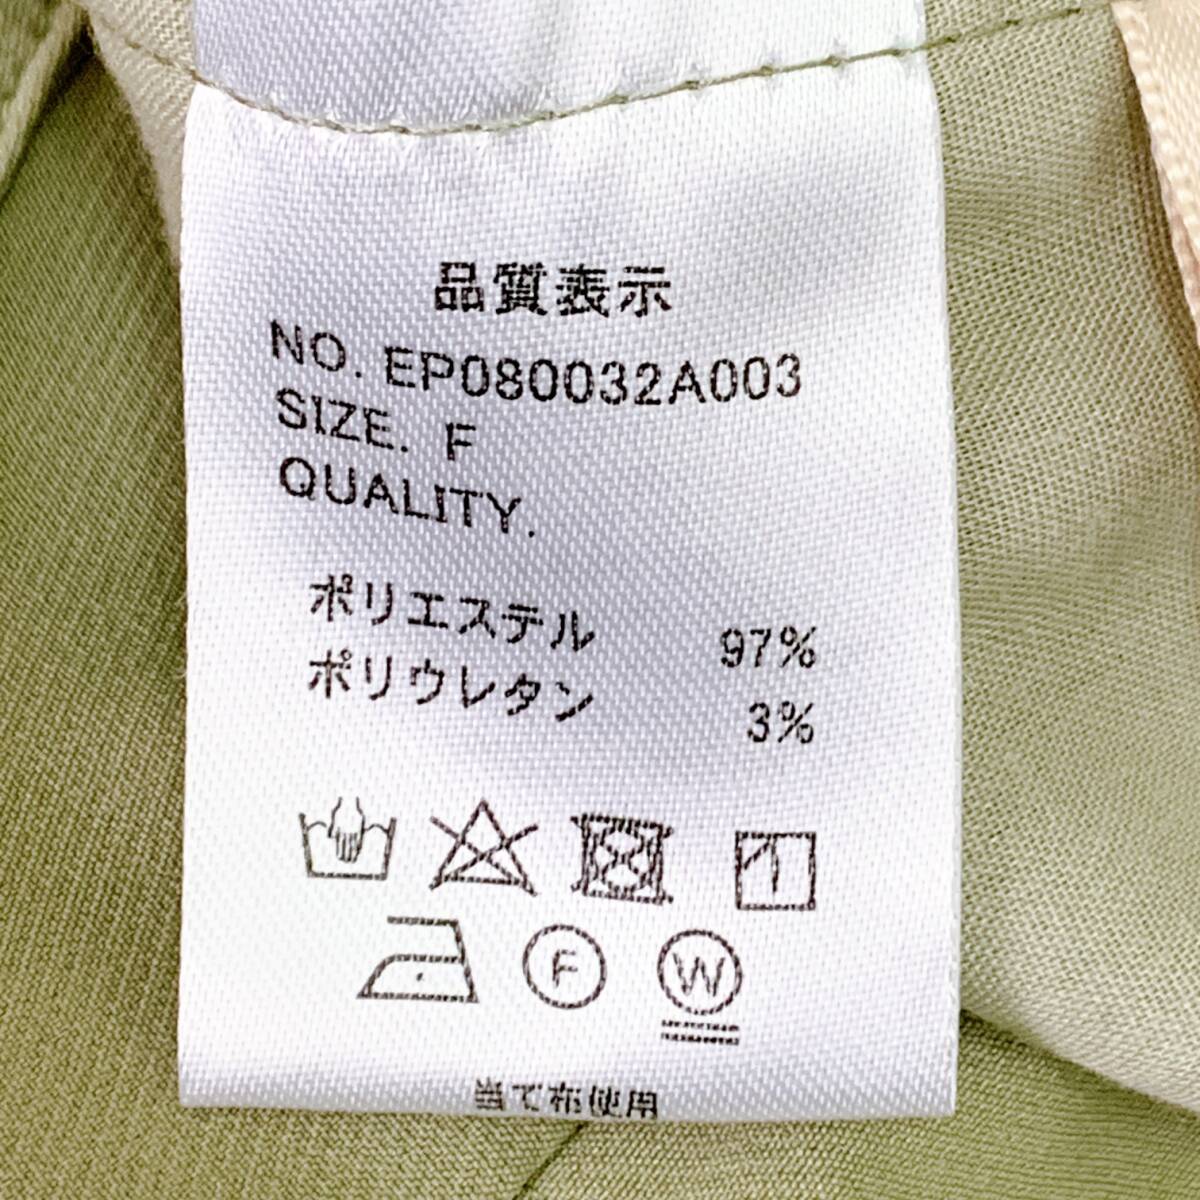 品質表示
NO. EP080032A003
SIZE. F
QUALITY.
ポリエステル 97%
ポリウレタン 3%
F W
当て布使用